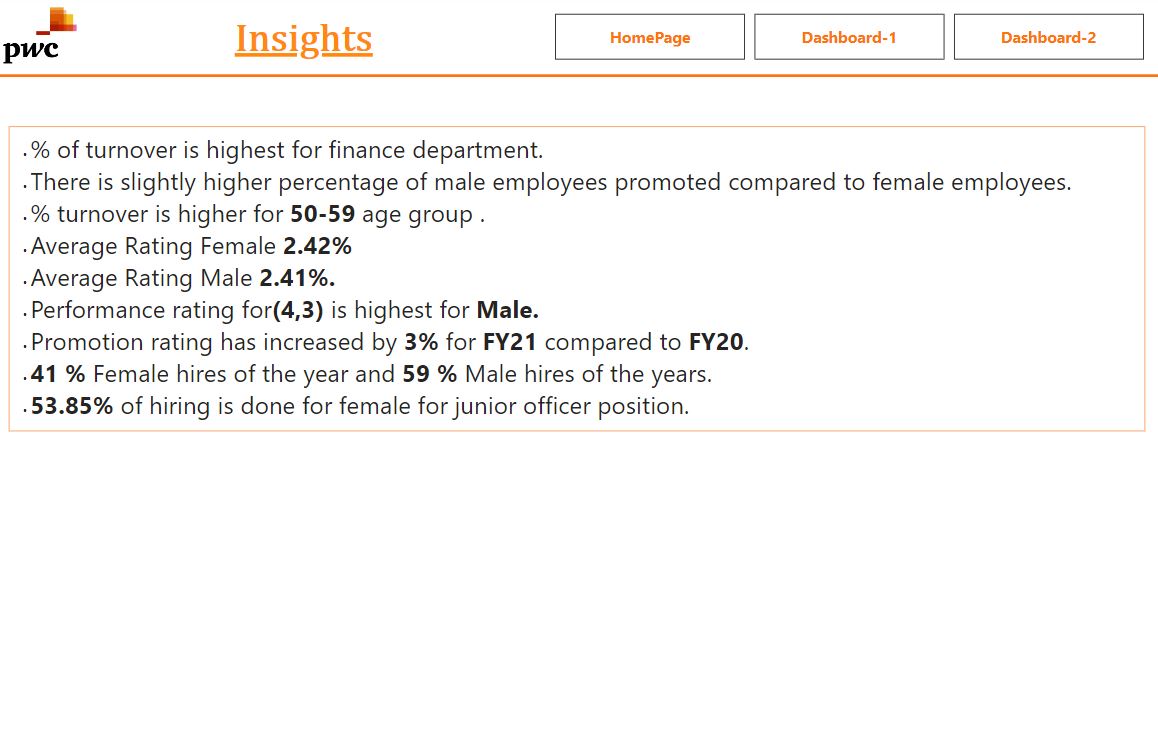 pwc
Insights
HomePage
Dashboard-1
Dashboard-2
.% of turnover is highest for finance department.
.There is slightly higher percentage of male employees promoted compared to female employees.
.% turnover is higher for 50-59 age group .
.Average Rating Female 2.42%
.Average Rating Male 2.41%.
.Performance rating for(4,3) is highest for Male.
.Promotion rating has increased by 3% for FY21 compared to FY20.
.41 % Female hires of the year and 59 % Male hires of the years.
.53.85% of hiring is done for female for junior officer position.